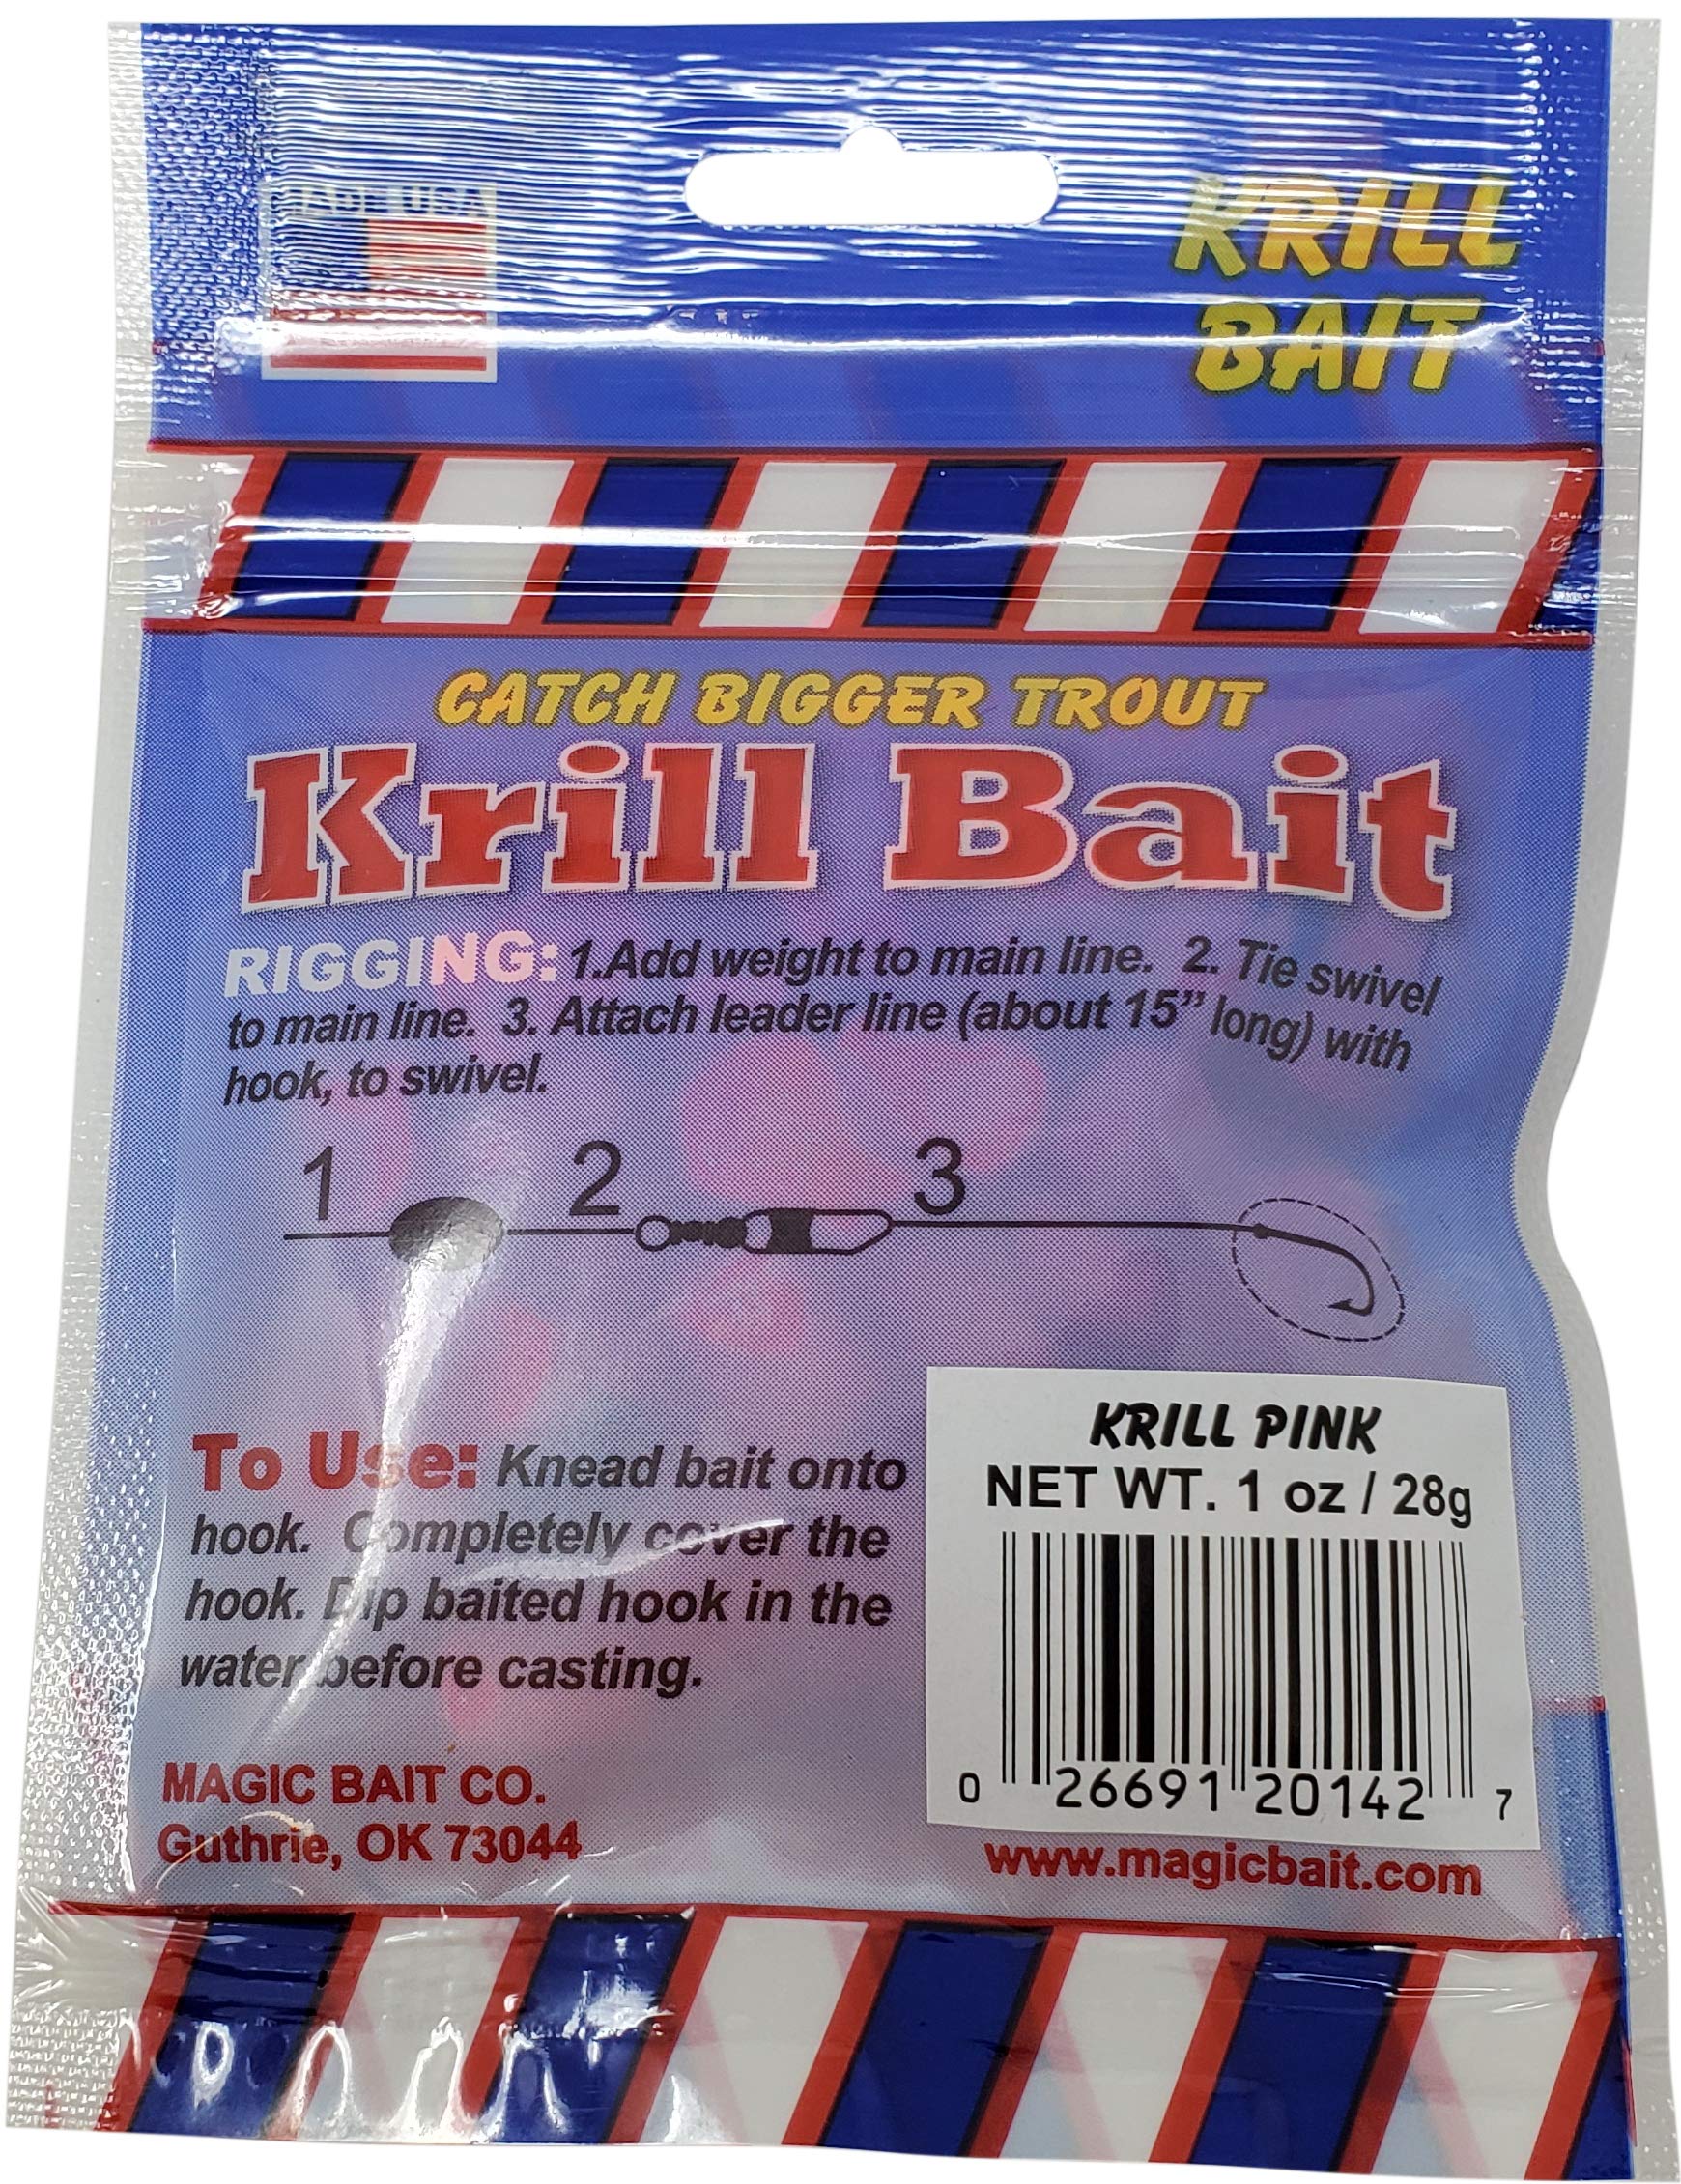 MADE USA
KRILL
BAIT
CATCH BIGGER TROUT
Krill Bait
RIGGING: 1.Add weight to main line. 2. Tie swivel
to main line. 3. Attach leader line (about 15” long) with
hook, to swivel.
1 2 3
To Use: Knead bait onto
hook. Completely cover the
hook. Dip baited hook in the
water before casting.
MAGIC BAIT CO.
Guthrie, OK 73044
KRILL PINK
NET WT. 1 oz / 28g
0 26691 20142 7
www.magicbait.com